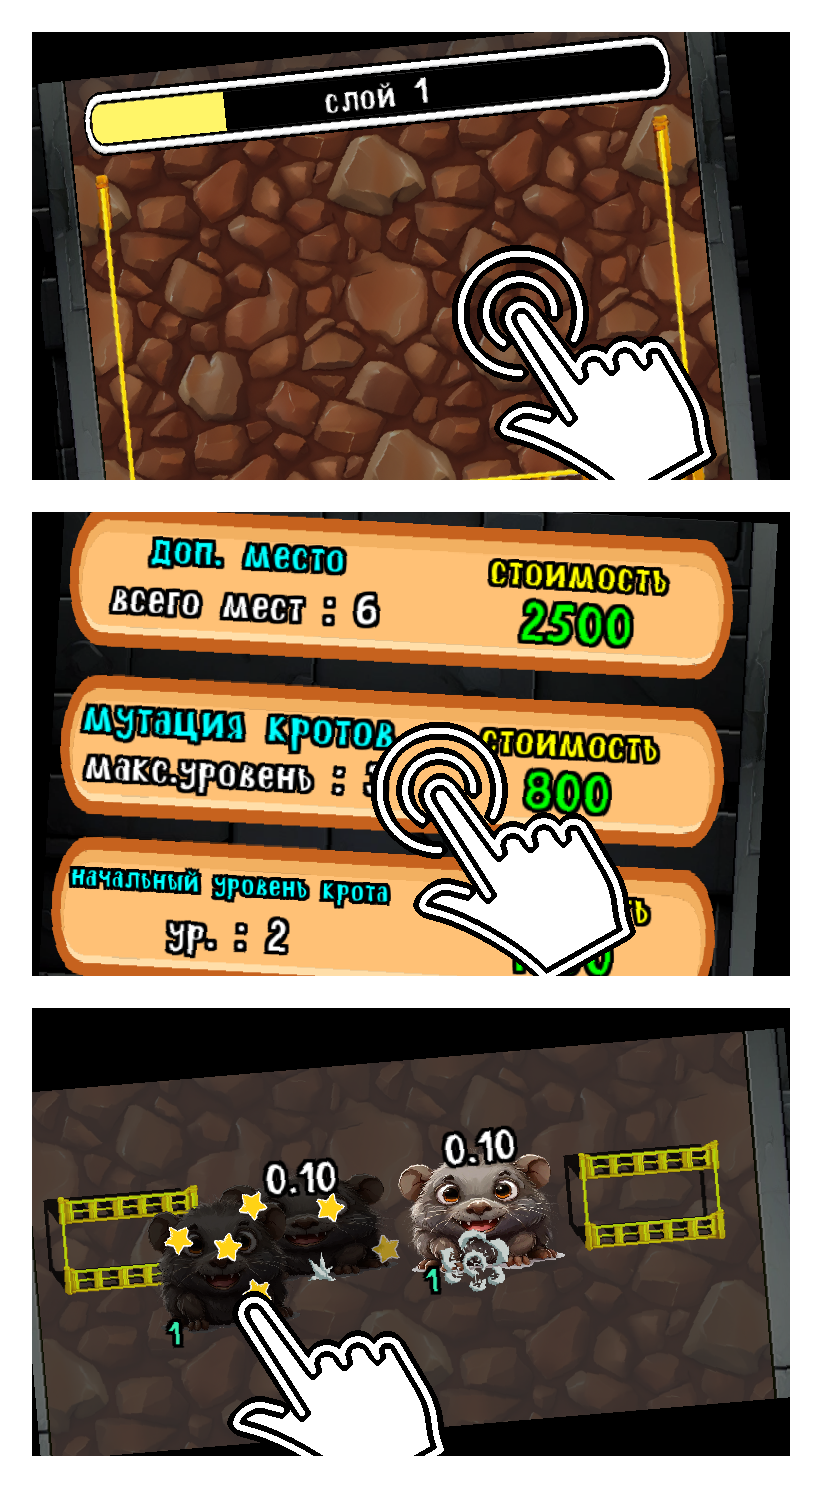 слой 1
доп. место
всего мест : 6
стоимость
2500
мутация кротов
макс.уровень :
стоимость
800
начальный уровень крота
ур. : 2
0.10
0.10
1
1